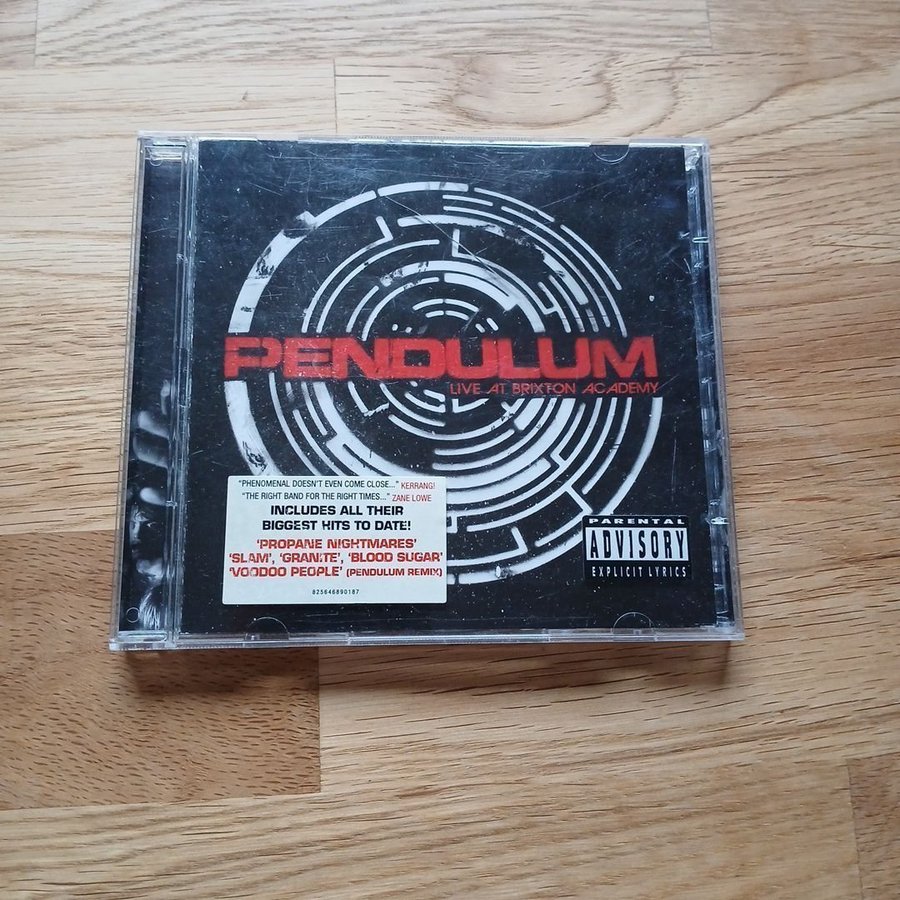 PENDULUM
LIVE AT BRIXTON ACADEMY
"PHENOMENAL DOESN'T EVEN COME CLOSE..." KERRANG!
"THE RIGHT BAND FOR THE RIGHT TIMES..." ZANE LOWE
INCLUDES ALL THEIR
BIGGEST HITS TO DATE!
'PROPANE NIGHTMARES'
'SLAM', 'GRANITE', 'BLOOD SUGAR'
'VOODOO PEOPLE' (PENDULUM REMIX)
825646890187
PARENTAL
ADVISORY
EXPLICIT LYRICS